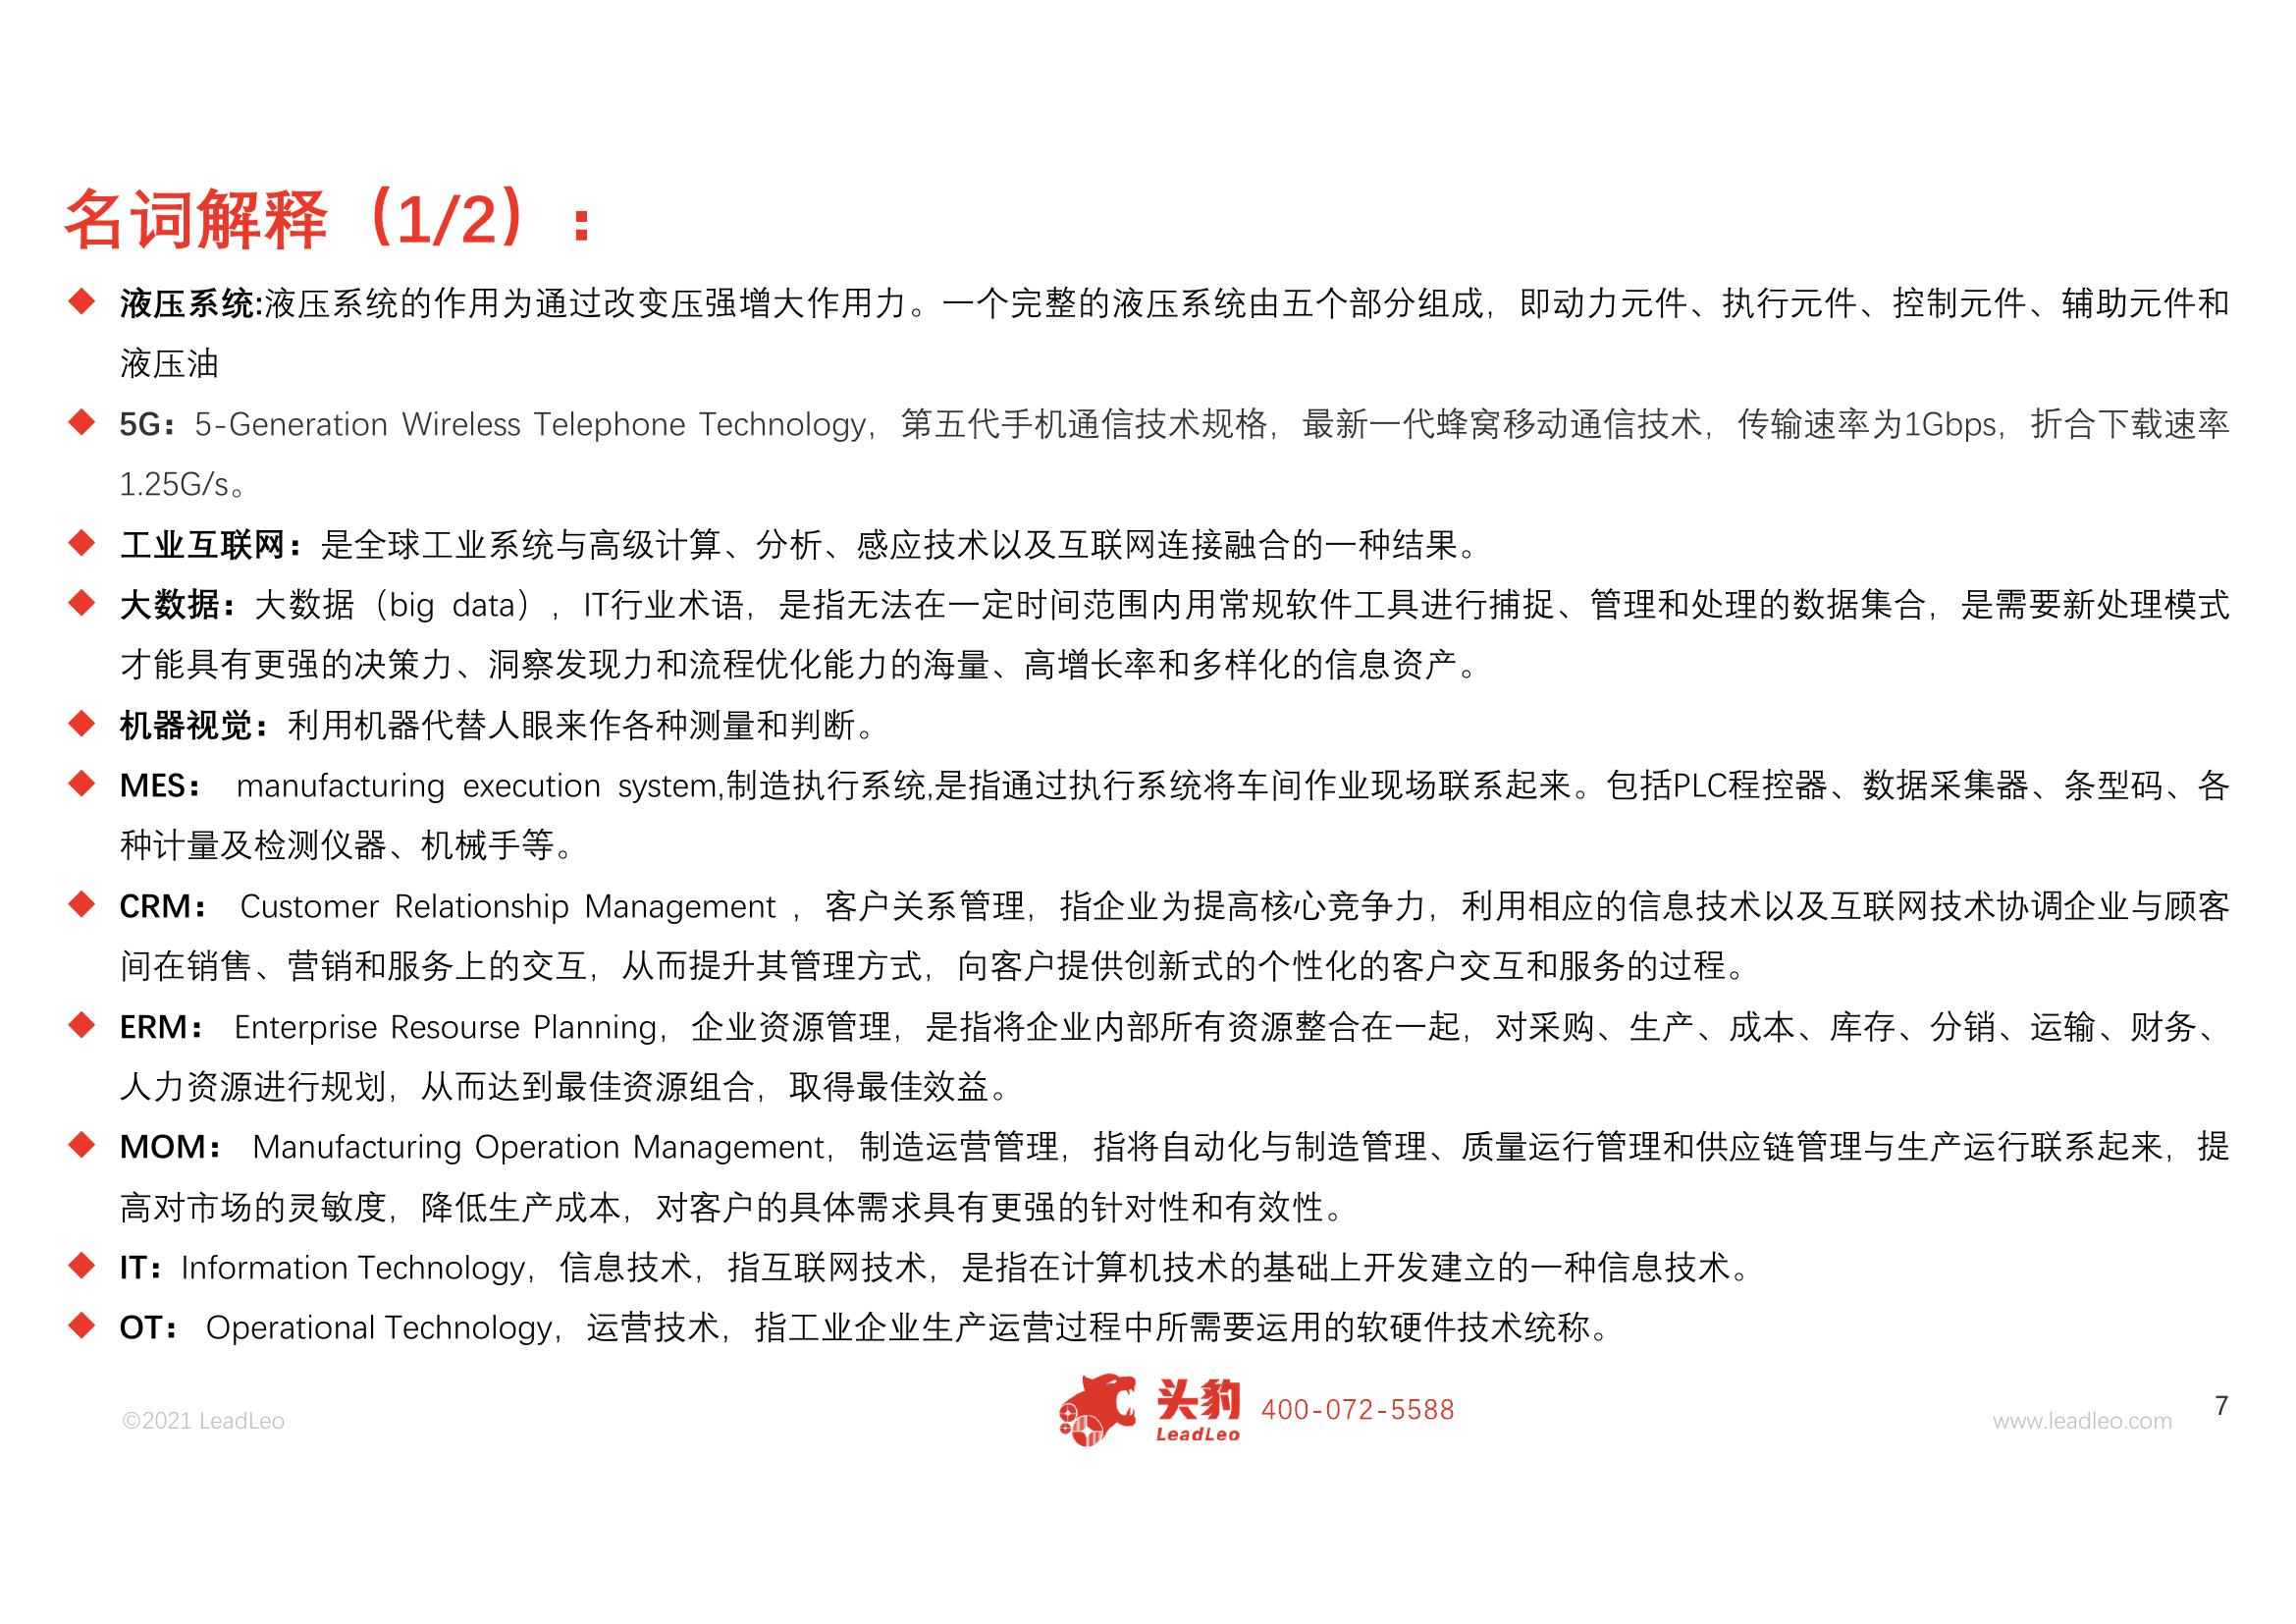 名词解释（1/2）：
液压系统:液压系统的作用为通过改变压强增大作用力。一个完整的液压系统由五个部分组成，即动力元件、执行元件、控制元件、辅助元件和
液压油
5G：5-Generation Wireless Telephone Technology，第五代手机通信技术规格，最新一代蜂窝移动通信技术，传输速率为1Gbps，折合下载速率
1.25G/s。
工业互联网：是全球工业系统与高级计算、分析、感应技术以及互联网连接融合的一种结果。
大数据：大数据（big data），IT行业术语，是指无法在一定时间范围内用常规软件工具进行捕捉、管理和处理的数据集合，是需要新处理模式
才能具有更强的决策力、洞察发现力和流程优化能力的海量、高增长率和多样化的信息资产。
机器视觉：利用机器代替人眼来作各种测量和判断。
MES： manufacturing execution system,制造执行系统,是指通过执行系统将车间作业现场联系起来。包括PLC程控器、数据采集器、条型码、各
种计量及检测仪器、机械手等。
CRM： Customer Relationship Management ，客户关系管理，指企业为提高核心竞争力，利用相应的信息技术以及互联网技术协调企业与顾客
间在销售、营销和服务上的交互，从而提升其管理方式，向客户提供创新式的个性化的客户交互和服务的过程。
ERM： Enterprise Resourse Planning，企业资源管理，是指将企业内部所有资源整合在一起，对采购、生产、成本、库存、分销、运输、财务、
人力资源进行规划，从而达到最佳资源组合，取得最佳效益。
MOM： Manufacturing Operation Management，制造运营管理，指将自动化与制造管理、质量运行管理和供应链管理与生产运行联系起来，提
高对市场的灵敏度，降低生产成本，对客户的具体需求具有更强的针对性和有效性。
IT：Information Technology，信息技术，指互联网技术，是指在计算机技术的基础上开发建立的一种信息技术。
OT： Operational Technology，运营技术，指工业企业生产运营过程中所需要运用的软硬件技术统称。
©2021 LeadLeo
头豹
LeadLeo
400-072-5588
www.leadleo.com
7